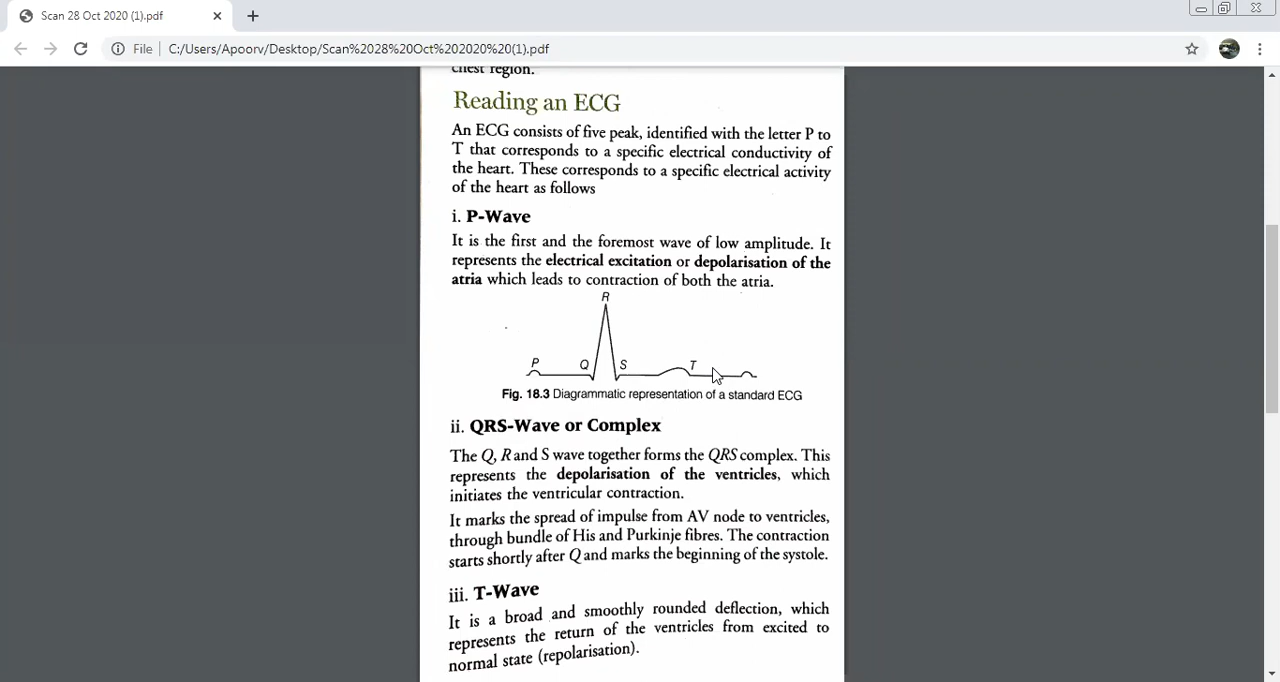 Scan 28 Oct 2020 (1).pdf
File C:/Users/Apoorv/Desktop/Scan%2028%20Oct%202020%20(1).pdf
chest region.
Reading an ECG
An ECG consists of five peak, identified with the letter P to
T that corresponds to a specific electrical conductivity of
the heart. These corresponds to a specific electrical activity
of the heart as follows
i. P-Wave
It is the first and the foremost wave of low amplitude. It
represents the electrical excitation or depolarisation of the
atria which leads to contraction of both the atria.
R
P Q S T
Fig. 18.3 Diagrammatic representation of a standard ECG
ii. QRS-Wave or Complex
The Q, R and S wave together forms the QRS complex. This
represents the depolarisation of the ventricles, which
initiates the ventricular contraction.
It marks the spread of impulse from AV node to ventricles,
through bundle of His and Purkinje fibres. The contraction
starts shortly after Q and marks the beginning of the systole.
iii. T-Wave
It is a broad and smoothly rounded deflection, which
represents the return of the ventricles from excited to
normal state (repolarisation).